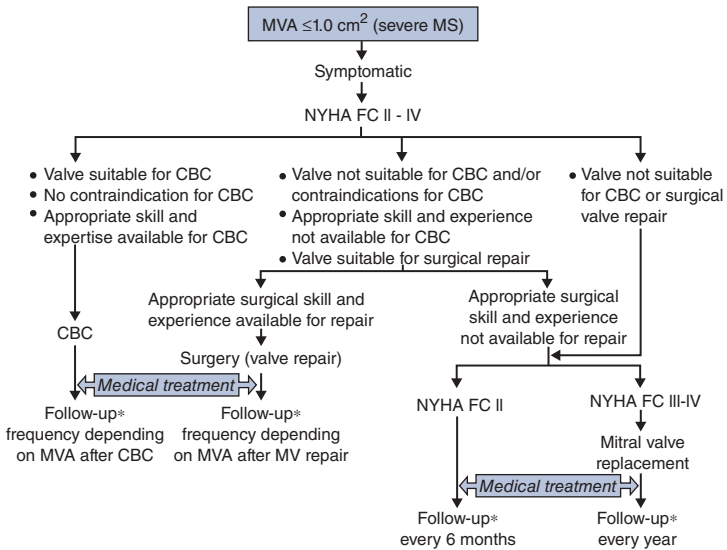 MVA ≤1.0 cm² (severe MS)
Symptomatic
NYHA FC II - IV
• Valve suitable for CBC
• No contraindication for CBC
• Appropriate skill and
expertise available for CBC
• Valve not suitable for CBC and/or
contraindications for CBC
• Appropriate skill and experience
not available for CBC
• Valve suitable for surgical repair
• Valve not suitable
for CBC or surgical
valve repair
Appropriate surgical skill and
experience available for repair
Appropriate surgical
skill and experience
not available for repair
CBC
Surgery (valve repair)
Medical treatment
Follow-up*
frequency depending
on MVA after CBC
Follow-up*
frequency depending
on MVA after MV repair
NYHA FC II
NYHA FC III-IV
Mitral valve
replacement
Medical treatment
Follow-up*
every 6 months
Follow-up*
every year